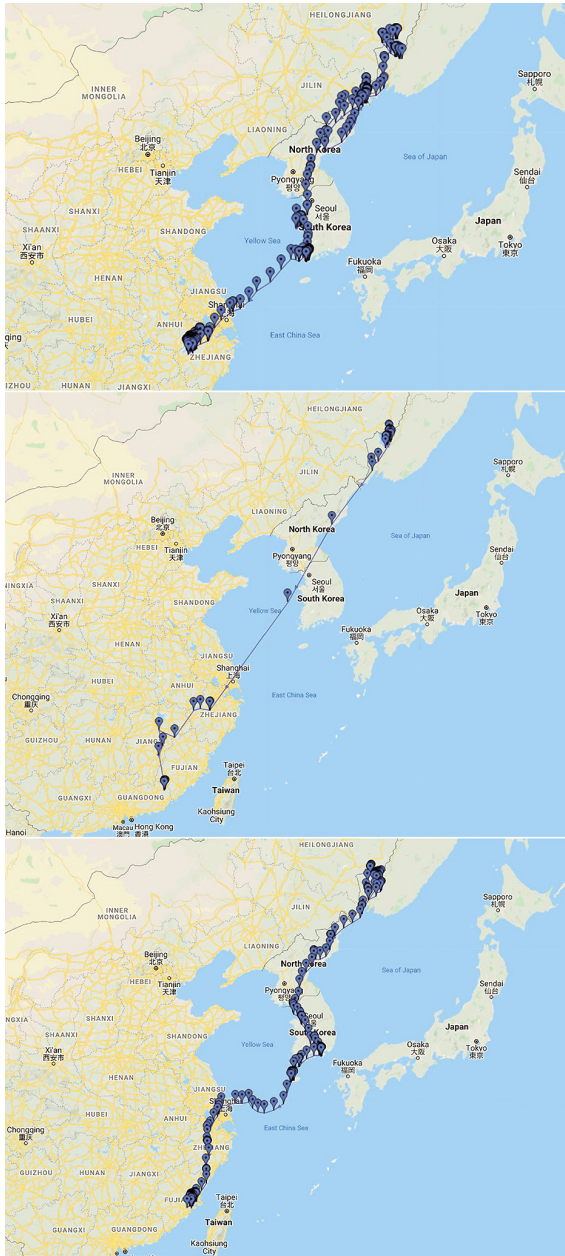 HEILONGJIANG
Sapporo
札幌
JILIN
INNER
MONGOLIA
LIAONING
Beijing
北京
North Korea
Sea of Japan
HEBEI
Tianjin
天津
Pyongyang
평양
Sendai
仙台
SHANXI
Seoul
서울
South Korea
Japan
SHANDONG
Yellow Sea
Osaka
大阪
Tokyo
東京
Xi'an
西安市
Fukuoka
福岡
HENAN
JIANGSU
HUBEI
ANHUI
East China Sea
ZHEJIANG
HUNAN
JIANGXI
HEILONGJIANG
Sapporo
札幌
JILIN
INNER
MONGOLIA
LIAONING
Beijing
北京
North Korea
Sea of Japan
HEBEI
Tianjin
天津
Pyongyang
평양
Sendai
仙台
SHANXI
SHAANXI
Seoul
서울
South Korea
SHANDONG
Yellow Sea
Japan
Osaka
大阪
Tokyo
東京
Xi'an
西安市
Fukuoka
福岡
HENAN
JIANGSU
Shanghai
上海
HUBEI
ANHUI
Chongqing
重庆
East China Sea
ZHEJIANG
GUIZHOU
HUNAN
FUJIAN
Taipei
台北
Taiwan
GUANGXI
GUANGDONG
Kaohsiung
City
Macau
澳門
Hong Kong
香港
Hanoi
HEILONGJIANG
Sapporo
札幌
JILIN
INNER
MONGOLIA
LIAONING
Beijing
北京
North Korea
Sea of Japan
HEBEI
Tianjin
天津
Sendai
仙台
SHANXI
SHAANXI
South Korea
SHANDONG
Yellow Sea
Japan
Osaka
大阪
Tokyo
東京
Xi'an
西安市
Fukuoka
福岡
HENAN
JIANGSU
HUBEI
ANHUI
Chongqing
重庆
East China Sea
GUIZHOU
HUNAN
JIANGXI
Taipei
台北
Taiwan
GUANGXI
GUANGDONG
Kaohsiung
City